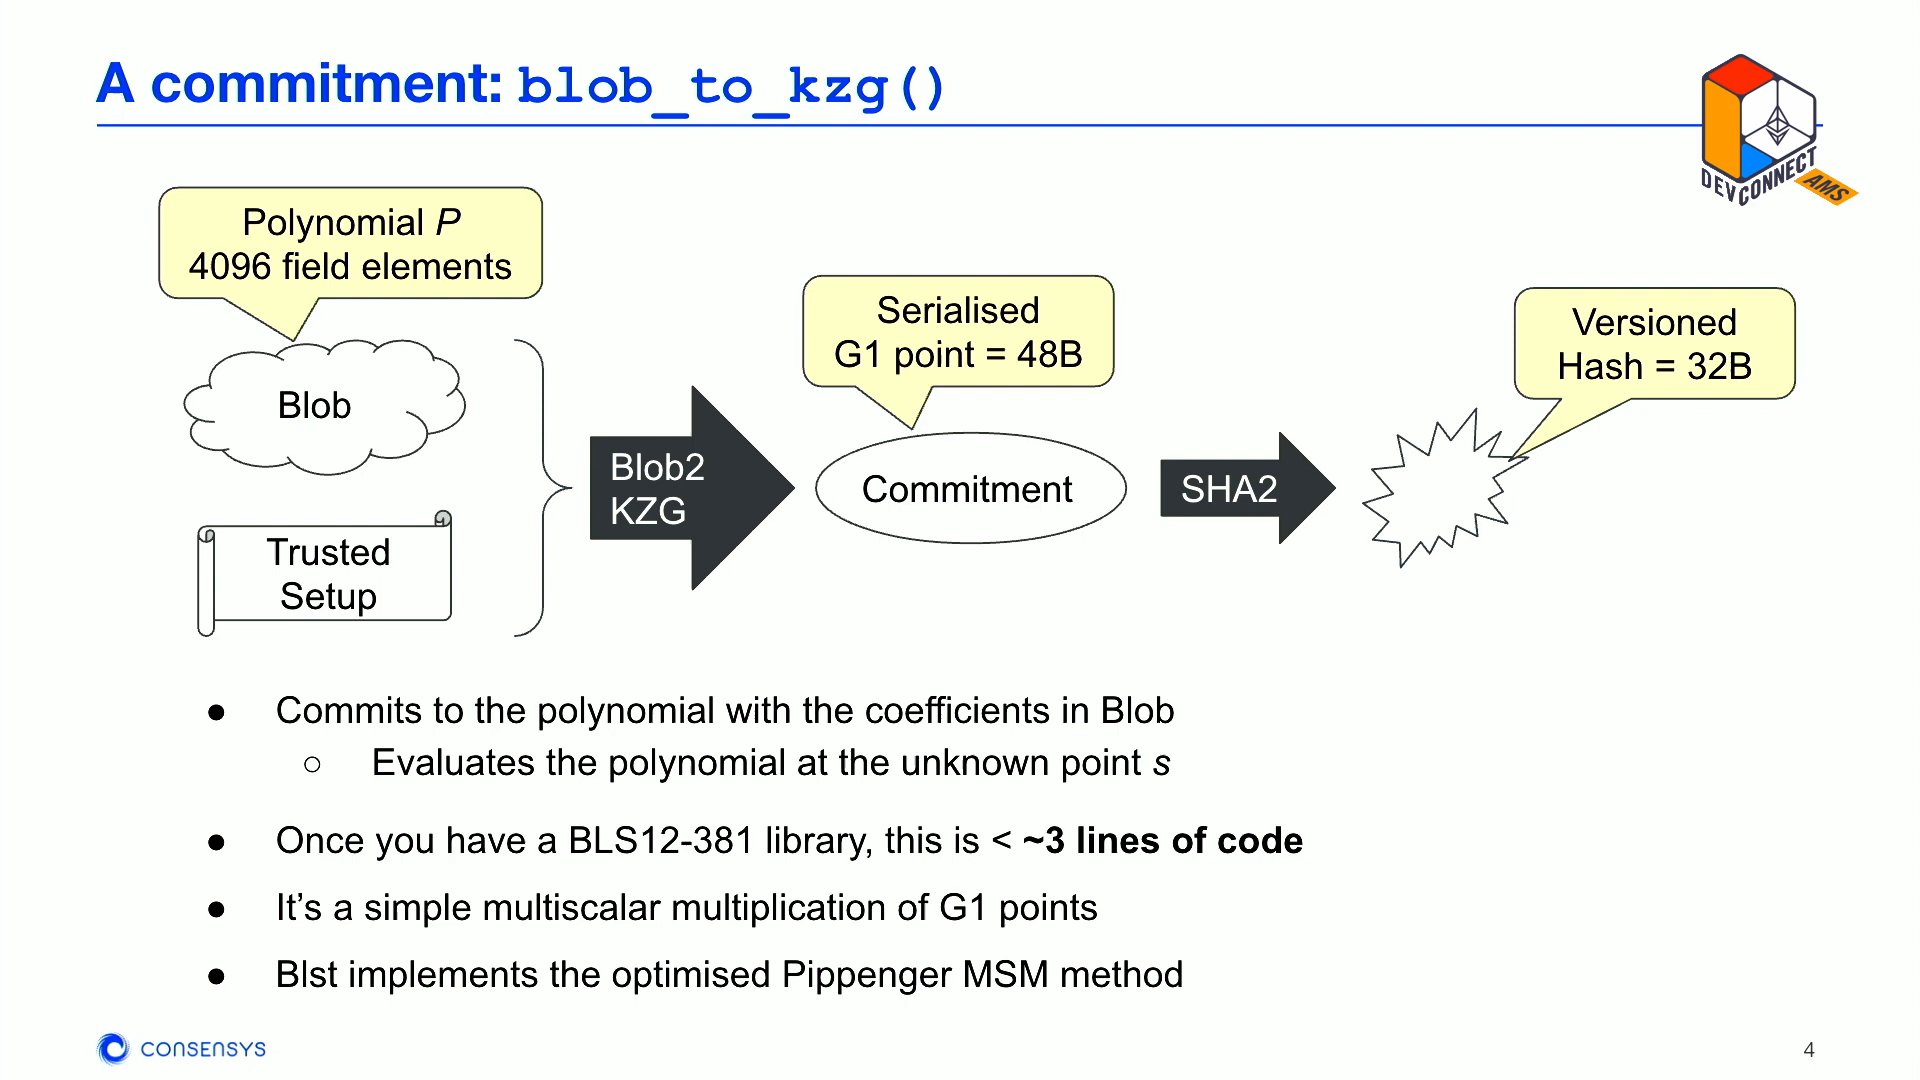 A commitment: blob_to_kzg()
DEVCONNECT
AMS
Polynomial P
4096 field elements
Blob
Trusted
Setup
Blob2
KZG
Serialised
G1 point = 48B
Commitment
SHA2
Versioned
Hash = 32B
● Commits to the polynomial with the coefficients in Blob
○ Evaluates the polynomial at the unknown point s
● Once you have a BLS12-381 library, this is < ~3 lines of code
● It’s a simple multiscalar multiplication of G1 points
● Blst implements the optimised Pippenger MSM method
CONSENSYS
4